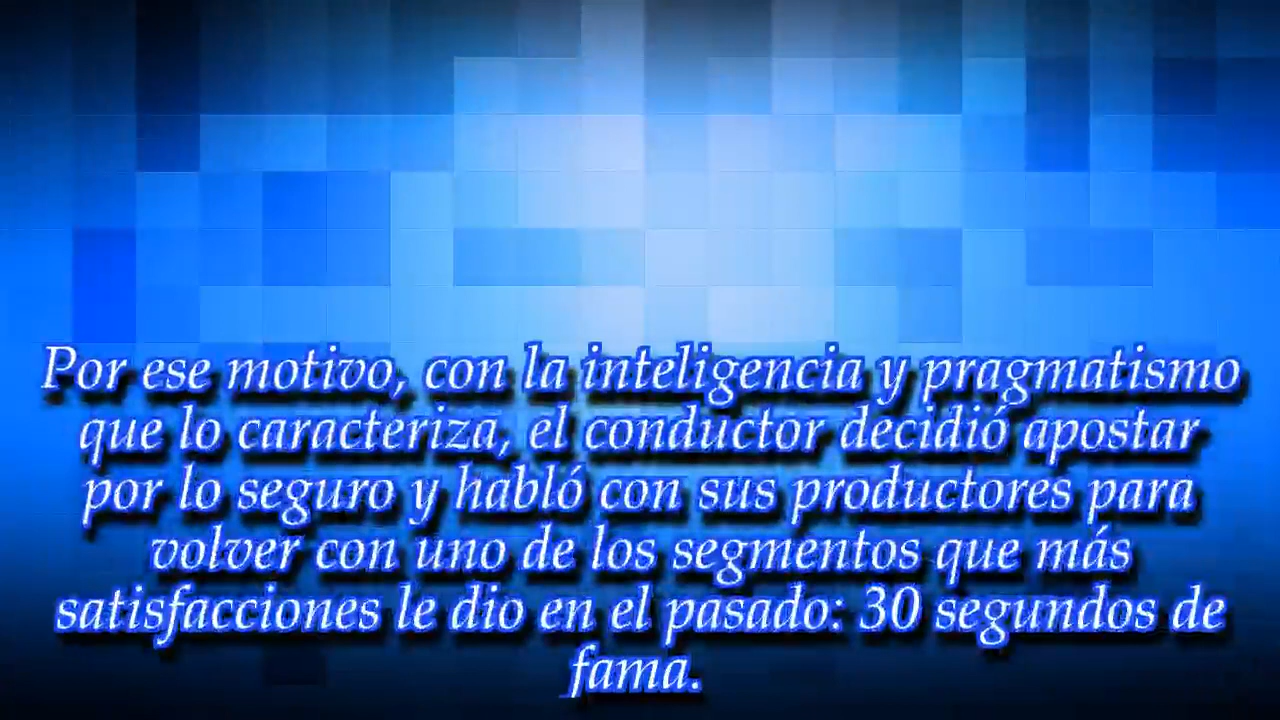 Por ese motivo, con la inteligencia y pragmatismo
que lo caracteriza, el conductor decidió apostar
por lo seguro y habló con sus productores para
volver con uno de los segmentos que más
satisfacciones le dio en el pasado: 30 segundos de
fama.